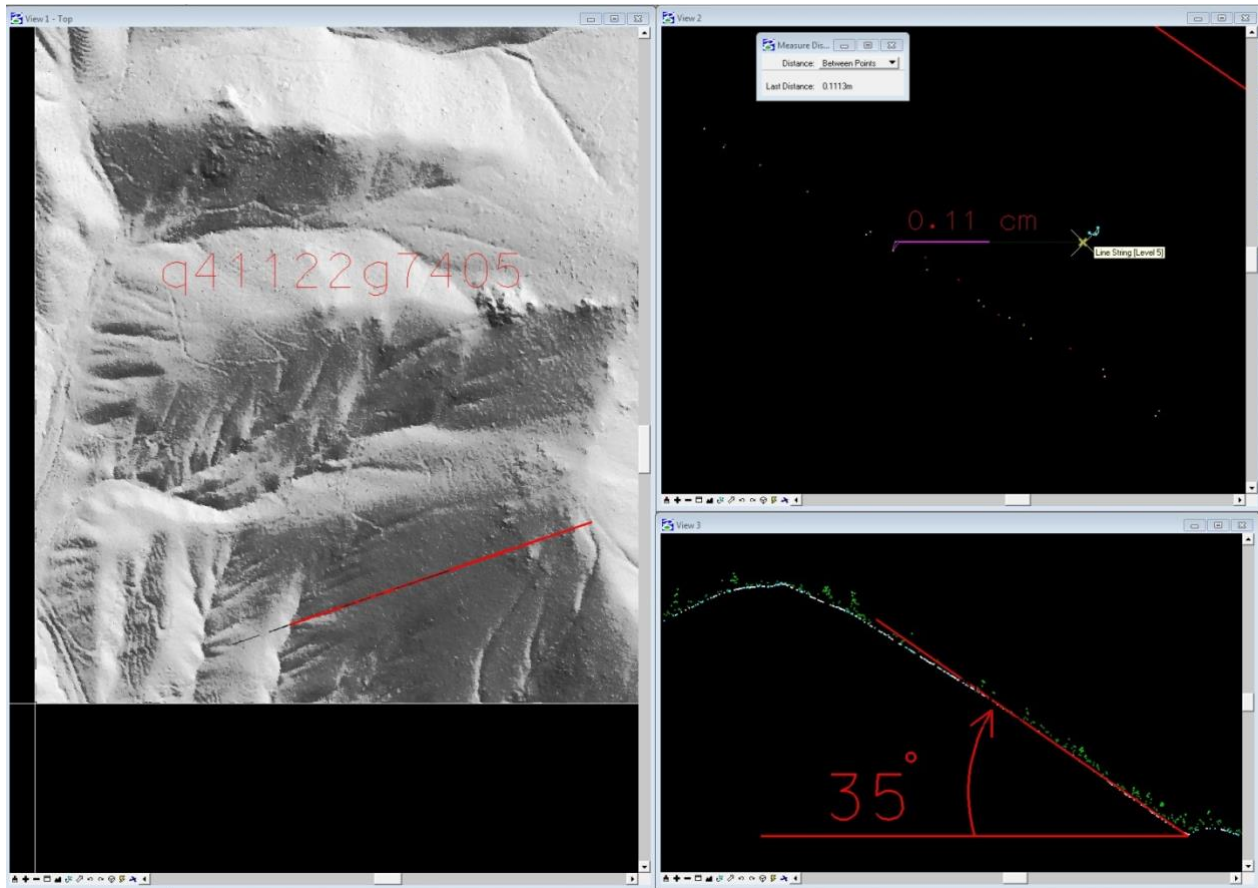 View 1 - Top
q41122g7405
View 2
Measure Dis...
Distance: Between Points
Last Distance: 0.1113m
0.11 cm
Line String [Level 5]
View 3
35°